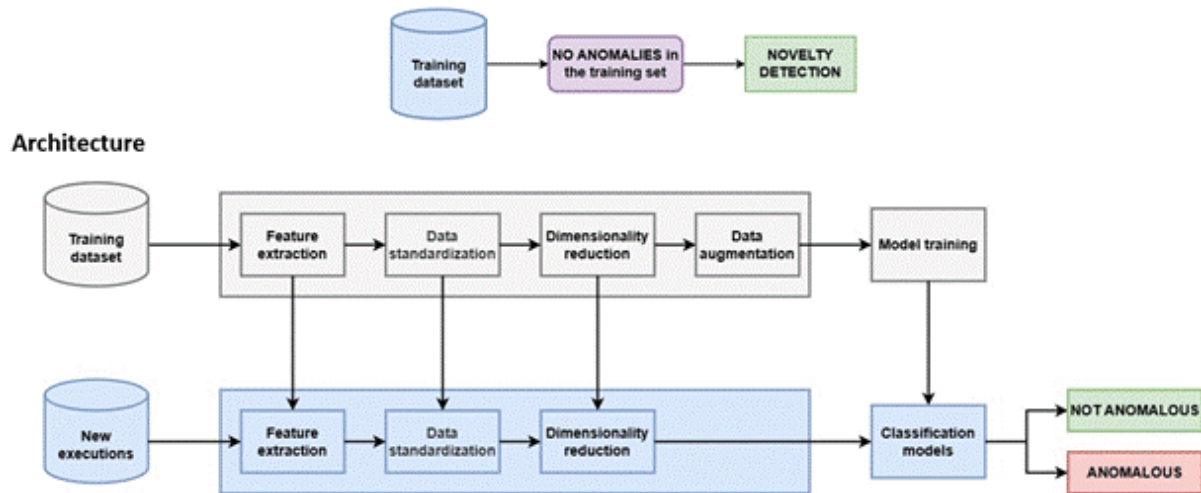 Training
dataset
NO ANOMALIES in
the training set
NOVELTY
DETECTION
Architecture
Training
dataset
Feature
extraction
Data
standardization
Dimensionality
reduction
Data
augmentation
Model training
New
executions
Feature
extraction
Data
standardization
Dimensionality
reduction
Classification
models
NOT ANOMALOUS
ANOMALOUS